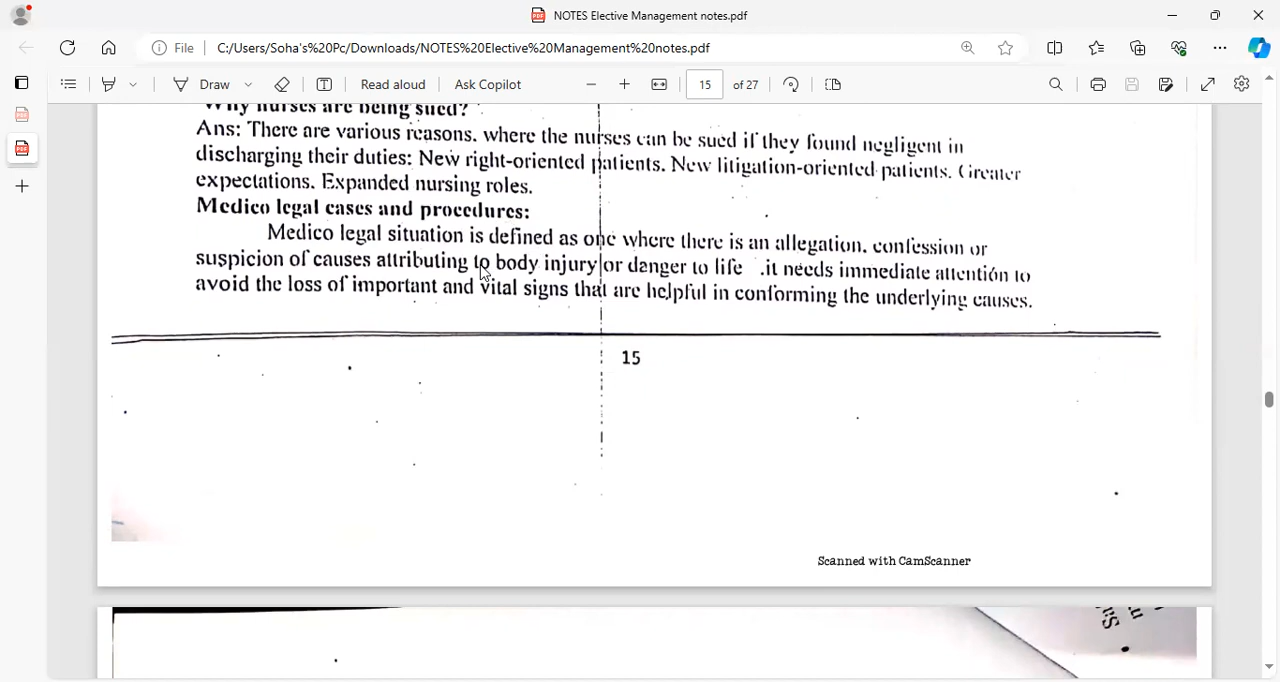 NOTES Elective Management notes.pdf
File C:/Users/Soha's%20Pc/Downloads/NOTES%20Elective%20Management%20notes.pdf
Draw Read aloud Ask Copilot 15 of 27
Why nurses are being sued?
Ans: There are various reasons. where the nurses can be sued if they found negligent in
discharging their duties: New right-oriented patients. New litigation-oriented patients. Greater
expectations. Expanded nursing roles.
Medico legal cases and procedures:
Medico legal situation is defined as one where there is an allegation. confession or
suspicion of causes attributing to body injury or danger to life .it needs immediate attention to
avoid the loss of important and vital signs that are helpful in conforming the underlying causes.
15
Scanned with CamScanner